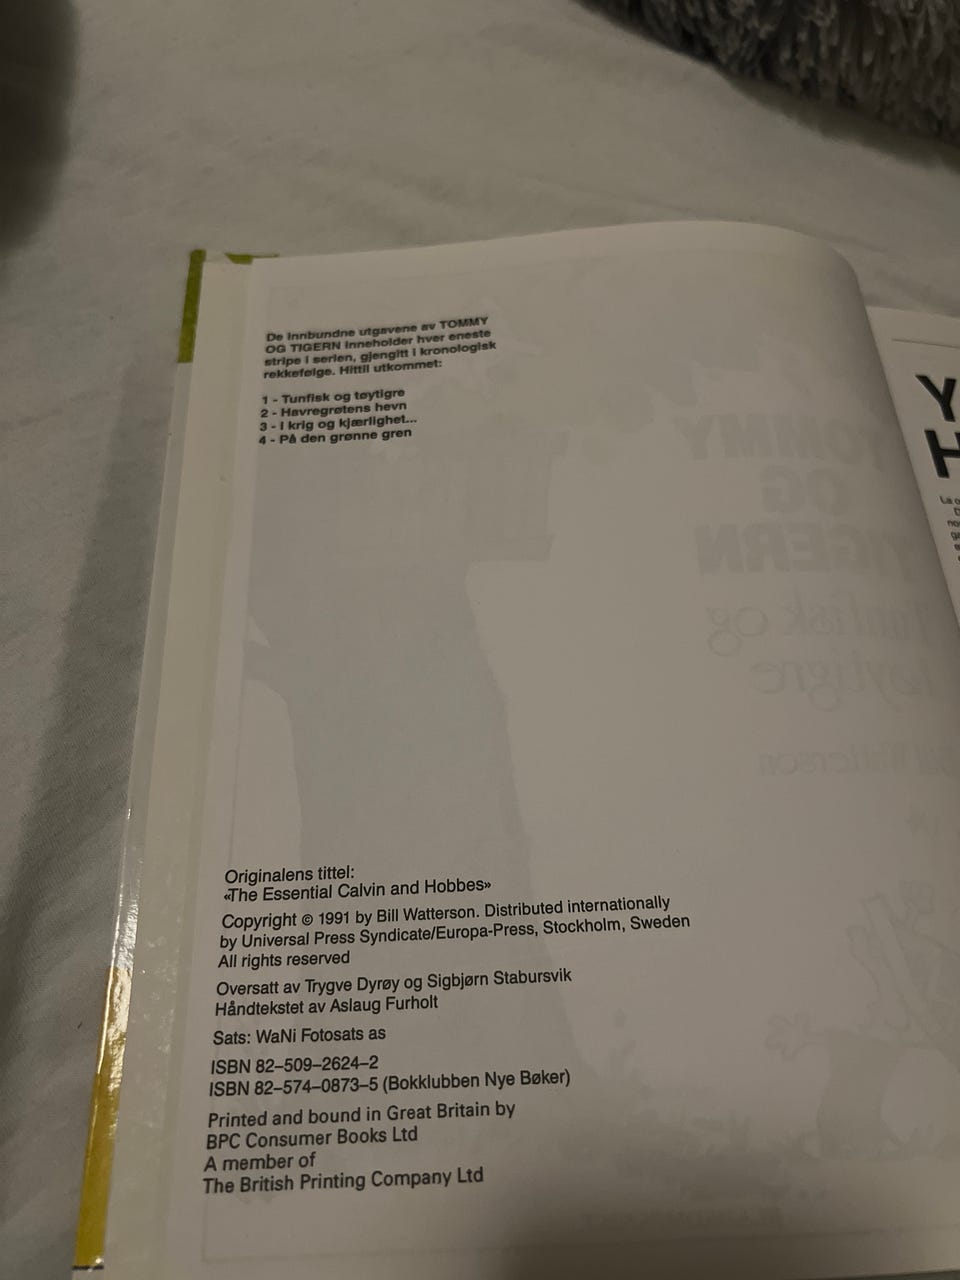 De innbundne utgavene av TOMMY
OG TIGERN inneholder hver eneste
stripe i serien, gjengitt i kronologisk
rekkefølge. Hittil utkommet:
1 - Tunfisk og tøytigre
2 - Havregrøtens hevn
3 - I krig og kjærlighet...
4 - På den grønne gren
Originalens tittel:
«The Essential Calvin and Hobbes»
Copyright © 1991 by Bill Watterson. Distributed internationally
by Universal Press Syndicate/Europa-Press, Stockholm, Sweden
All rights reserved
Oversatt av Trygve Dyrøy og Sigbjørn Stabursvik
Håndtekstet av Aslaug Furholt
Sats: WaNi Fotosats as
ISBN 82–509–2624–2
ISBN 82–574–0873–5 (Bokklubben Nye Bøker)
Printed and bound in Great Britain by
BPC Consumer Books Ltd
A member of
The British Printing Company Ltd
Y
H
La